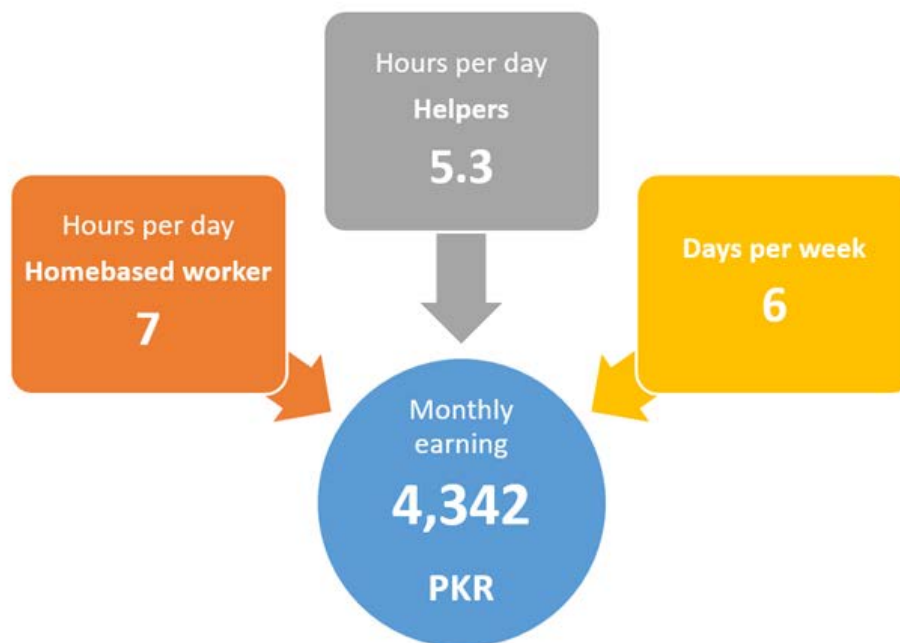 Hours per day
Helpers
5.3
Hours per day
Homebased worker
7
Days per week
6
Monthly
earning
4,342
PKR